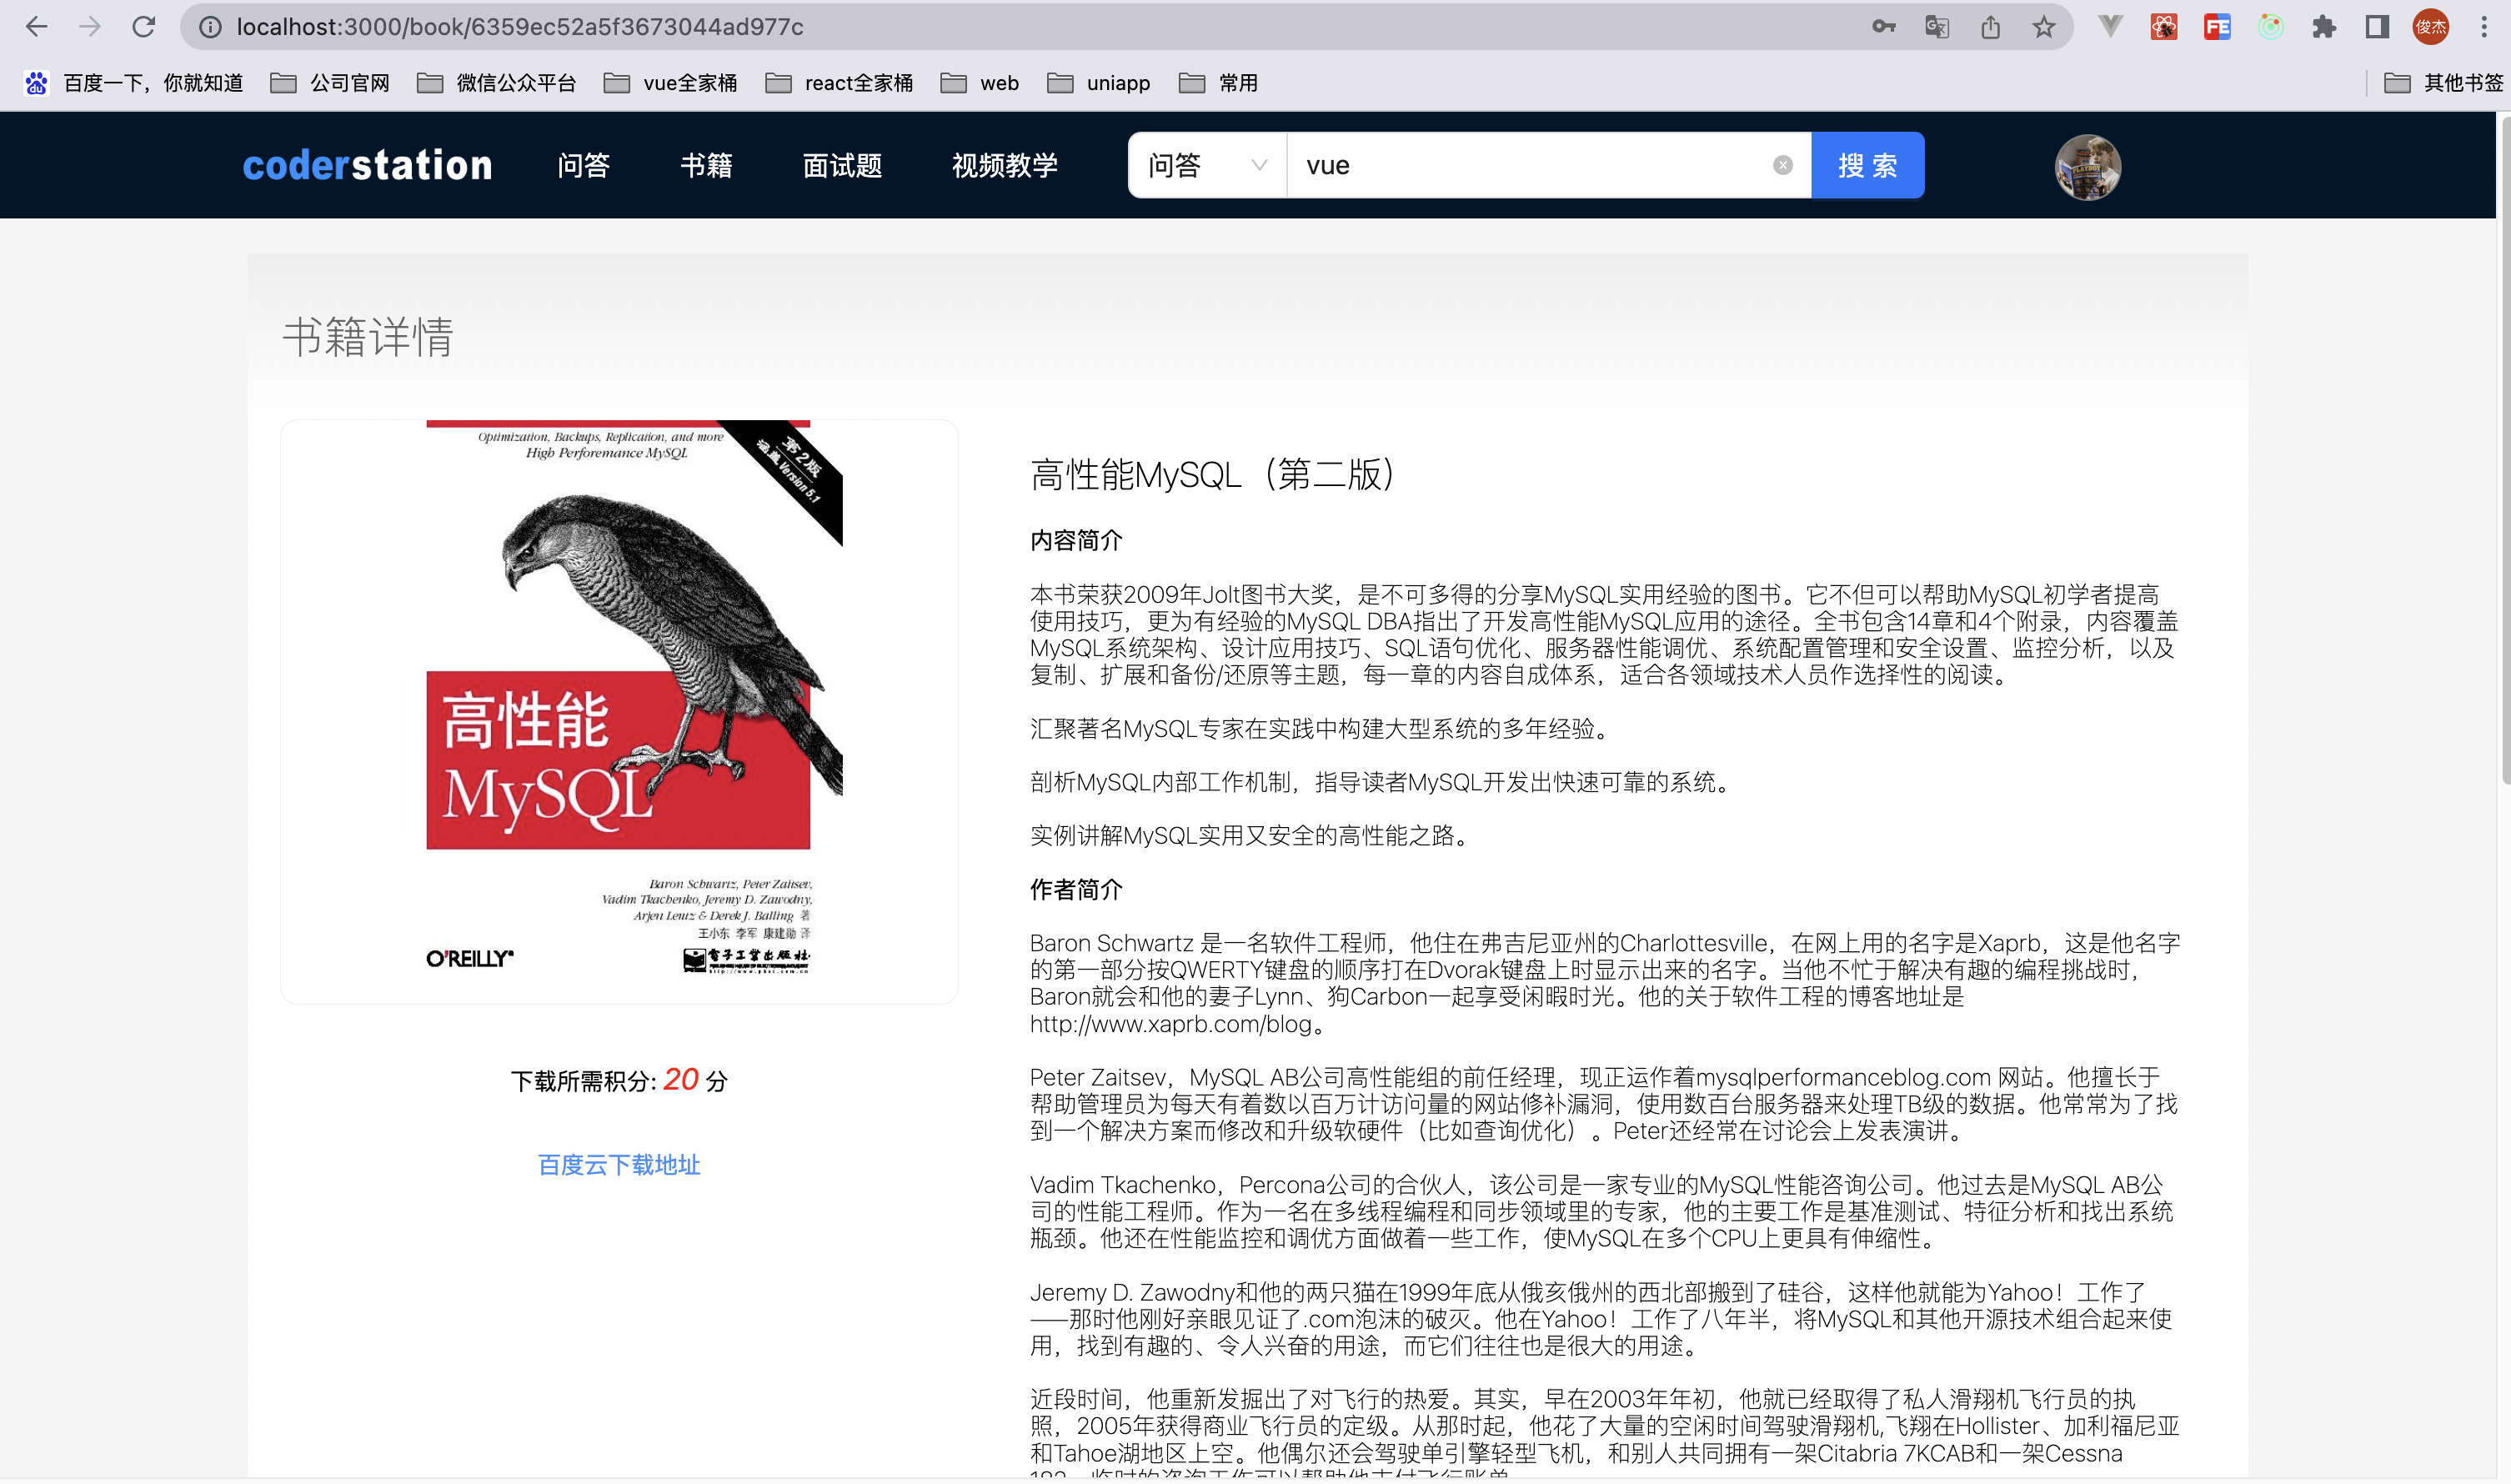 localhost:3000/book/6359ec52a5f3673044ad977c
俊杰
百度一下，你就知道
公司官网
微信公众平台
vue全家桶
react全家桶
web
uniapp
常用
其他书签
coderstation
问答
书籍
面试题
视频教学
问答
vue
搜 索
书籍详情
Optimization, Backups, Replication, and more
High Perforemance MySQL
第2版
涵盖Version 5.1
高性能
MySQL
Baron Schwartz, Peter Zaitsev,
Vadim Tkachenko, Jeremy D. Zawodny,
Arjen Lentz & Derek J. Balling 著
王小东 李军 康建勋 译
O'REILLY®
电子工业出版社
下载所需积分: 20 分
百度云下载地址
高性能MySQL（第二版）
内容简介
本书荣获2009年Jolt图书大奖，是不可多得的分享MySQL实用经验的图书。它不但可以帮助MySQL初学者提高
使用技巧，更为有经验的MySQL DBA指出了开发高性能MySQL应用的途径。全书包含14章和4个附录，内容覆盖
MySQL系统架构、设计应用技巧、SQL语句优化、服务器性能调优、系统配置管理和安全设置、监控分析，以及
复制、扩展和备份/还原等主题，每一章的内容自成体系，适合各领域技术人员作选择性的阅读。
汇聚著名MySQL专家在实践中构建大型系统的多年经验。
剖析MySQL内部工作机制，指导读者MySQL开发出快速可靠的系统。
实例讲解MySQL实用又安全的高性能之路。
作者简介
Baron Schwartz 是一名软件工程师，他住在弗吉尼亚州的Charlottesville，在网上用的名字是Xaprb，这是他名字
的第一部分按QWERTY键盘的顺序打在Dvorak键盘上时显示出来的名字。当他不忙于解决有趣的编程挑战时，
Baron就会和他的妻子Lynn、狗Carbon一起享受闲暇时光。他的关于软件工程的博客地址是
http://www.xaprb.com/blog。
Peter Zaitsev，MySQL AB公司高性能组的前任经理，现正运作着mysqlperformanceblog.com 网站。他擅长于
帮助管理员为每天有着数以百万计访问量的网站修补漏洞，使用数百台服务器来处理TB级的数据。他常常为了找
到一个解决方案而修改和升级软硬件（比如查询优化）。Peter还经常在讨论会上发表演讲。
Vadim Tkachenko，Percona公司的合伙人，该公司是一家专业的MySQL性能咨询公司。他过去是MySQL AB公
司的性能工程师。作为一名在多线程编程和同步领域里的专家，他的主要工作是基准测试、特征分析和找出系统
瓶颈。他还在性能监控和调优方面做着一些工作，使MySQL在多个CPU上更具有伸缩性。
Jeremy D. Zawodny和他的两只猫在1999年底从俄亥俄州的西北部搬到了硅谷，这样他就能为Yahoo！工作了
——那时他刚好亲眼见证了.com泡沫的破灭。他在Yahoo！工作了八年半，将MySQL和其他开源技术组合起来使
用，找到有趣的、令人兴奋的用途，而它们往往也是很大的用途。
近段时间，他重新发掘出了对飞行的热爱。其实，早在2003年年初，他就已经取得了私人滑翔机飞行员的执
照，2005年获得商业飞行员的定级。从那时起，他花了大量的空闲时间驾驶滑翔机,飞翔在Hollister、加利福尼亚
和Tahoe湖地区上空。他偶尔还会驾驶单引擎轻型飞机，和别人共同拥有一架Citabria 7KCAB和一架Cessna